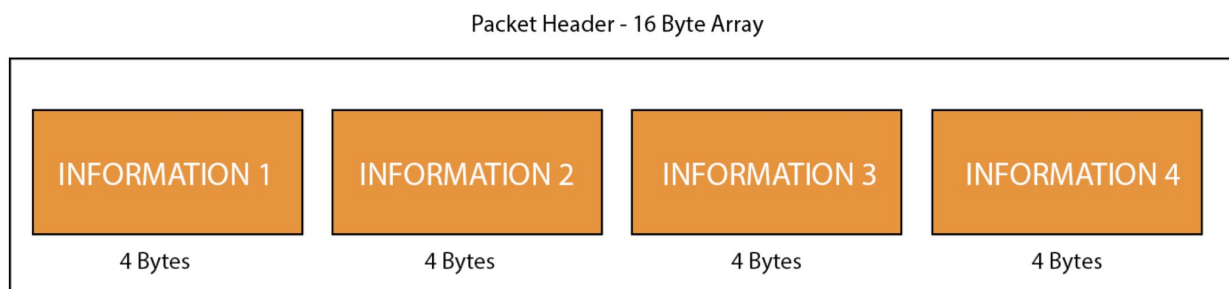 Packet Header - 16 Byte Array
INFORMATION 1 INFORMATION 2 INFORMATION 3 INFORMATION 4
4 Bytes 4 Bytes 4 Bytes 4 Bytes